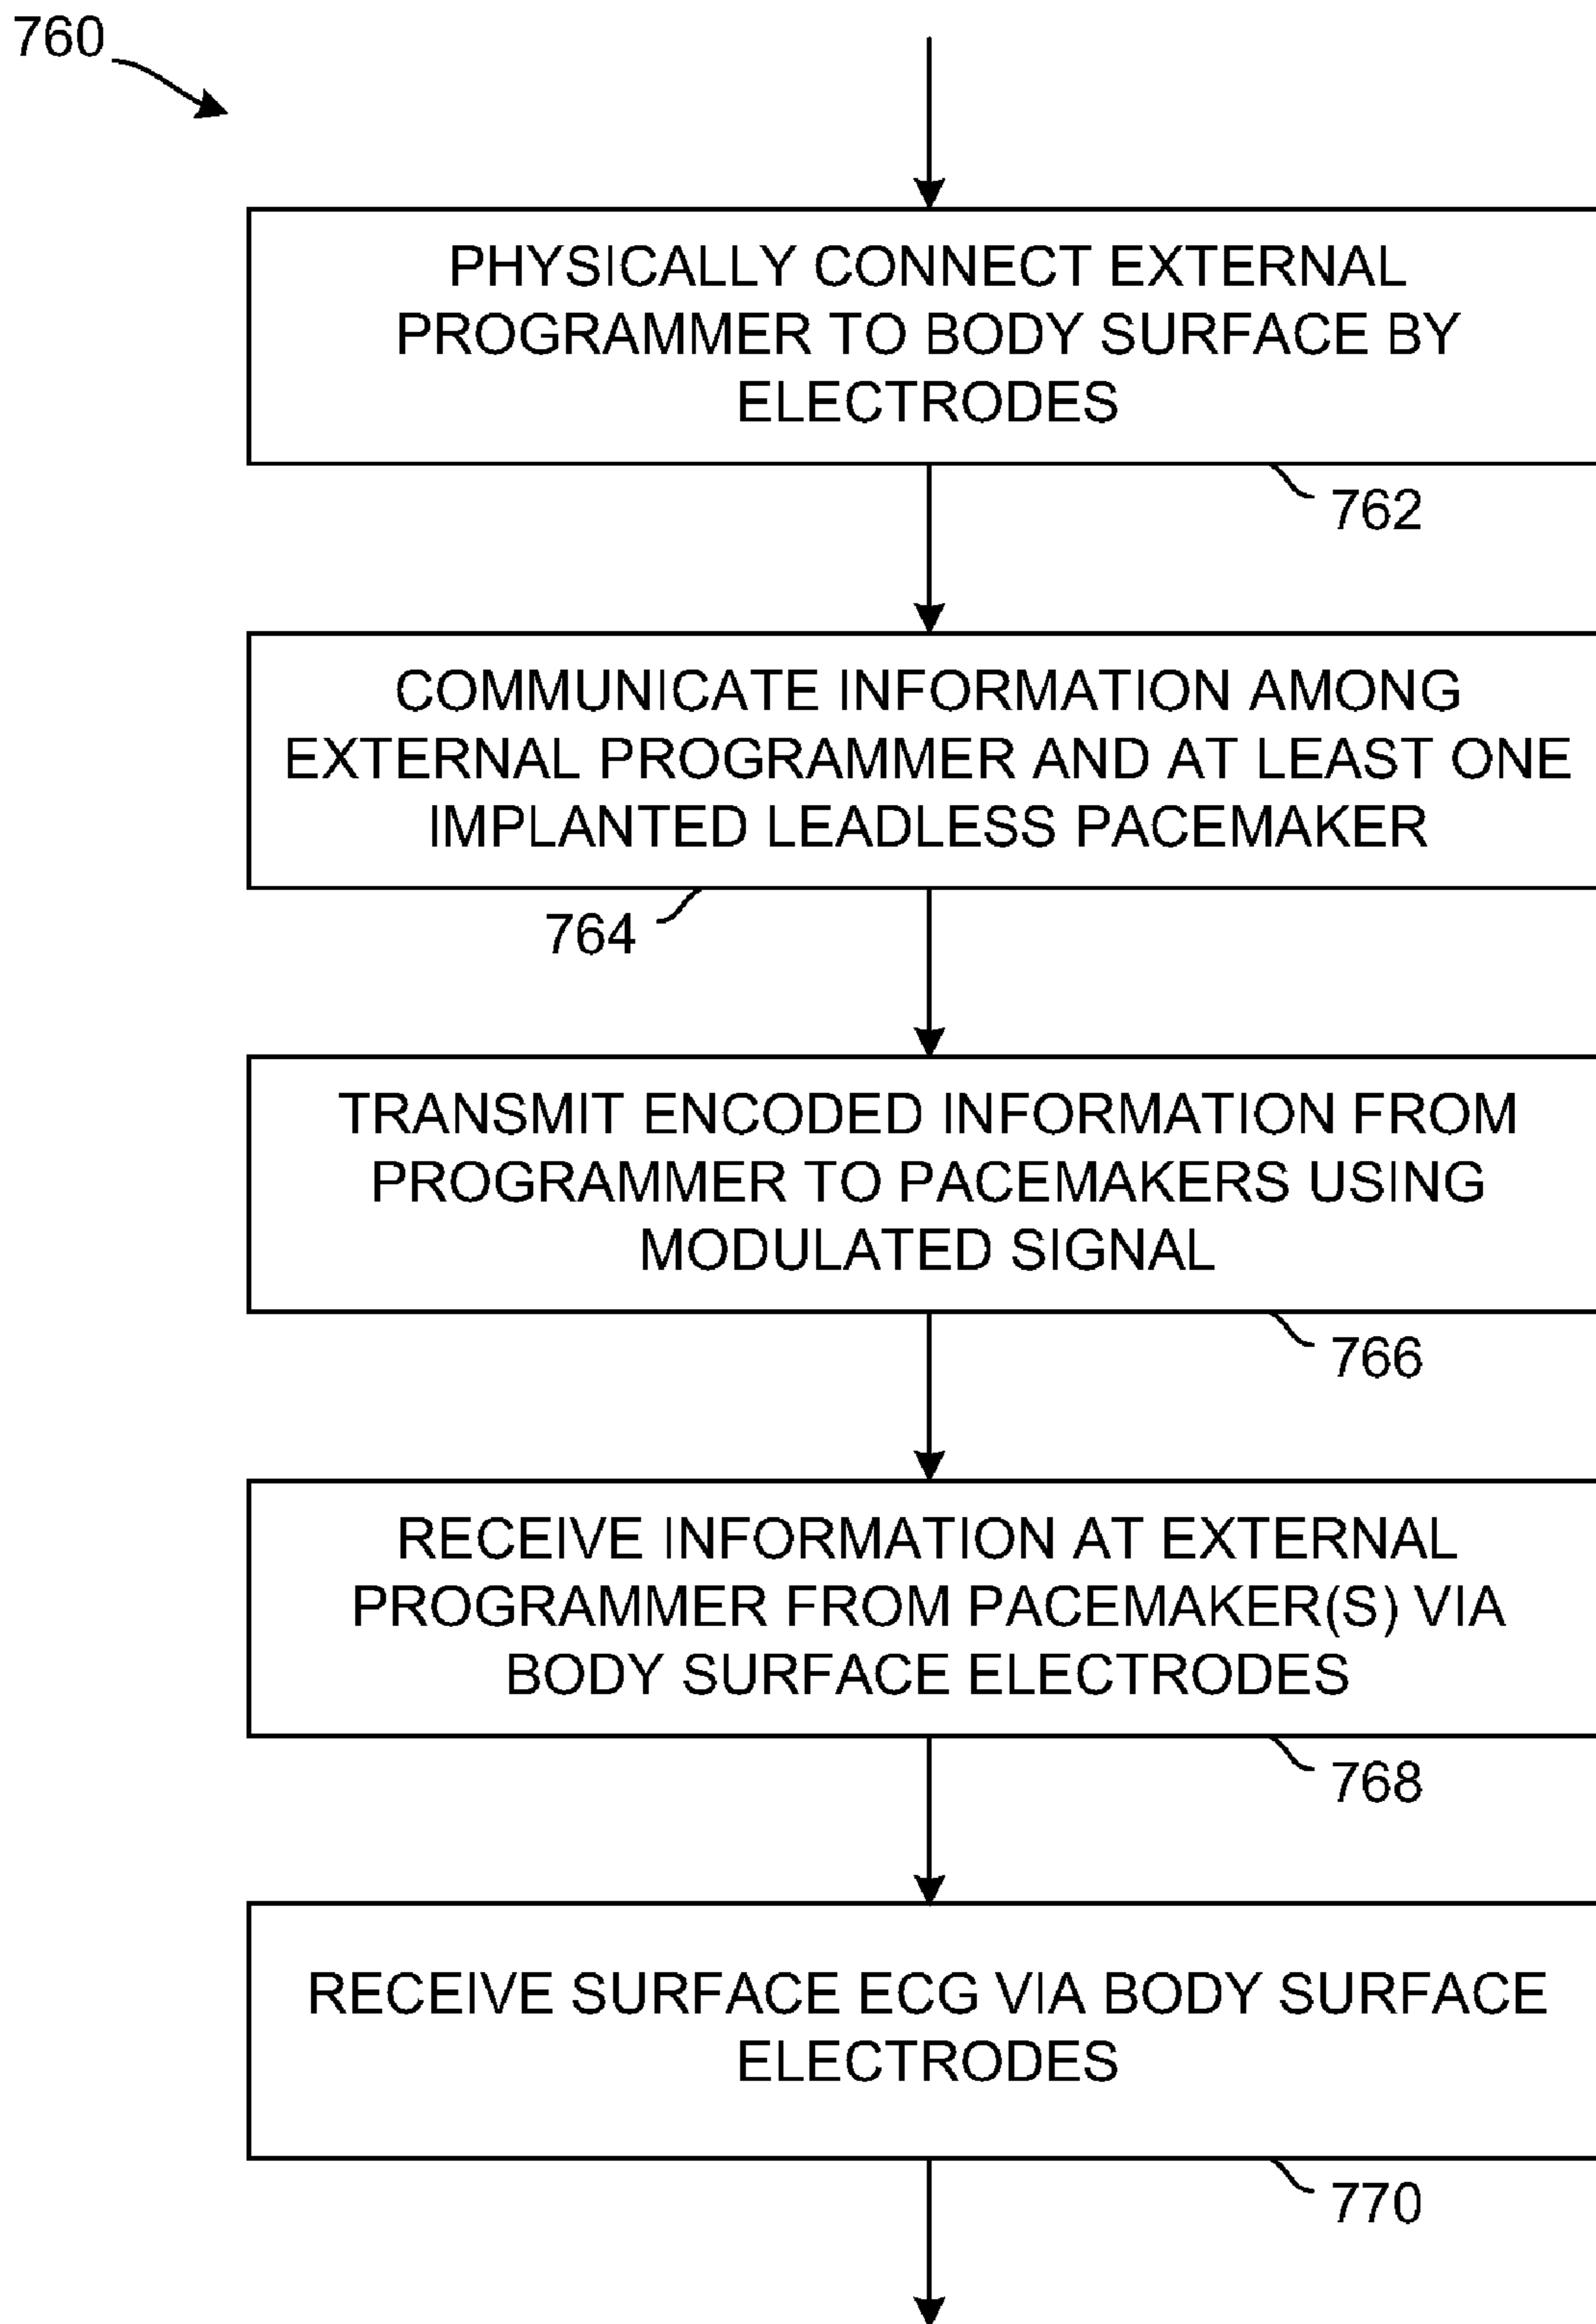 760
PHYSICALLY CONNECT EXTERNAL
PROGRAMMER TO BODY SURFACE BY
ELECTRODES
762
COMMUNICATE INFORMATION AMONG
EXTERNAL PROGRAMMER AND AT LEAST ONE
IMPLANTED LEADLESS PACEMAKER
764
TRANSMIT ENCODED INFORMATION FROM
PROGRAMMER TO PACEMAKERS USING
MODULATED SIGNAL
766
RECEIVE INFORMATION AT EXTERNAL
PROGRAMMER FROM PACEMAKER(S) VIA
BODY SURFACE ELECTRODES
768
RECEIVE SURFACE ECG VIA BODY SURFACE
ELECTRODES
770